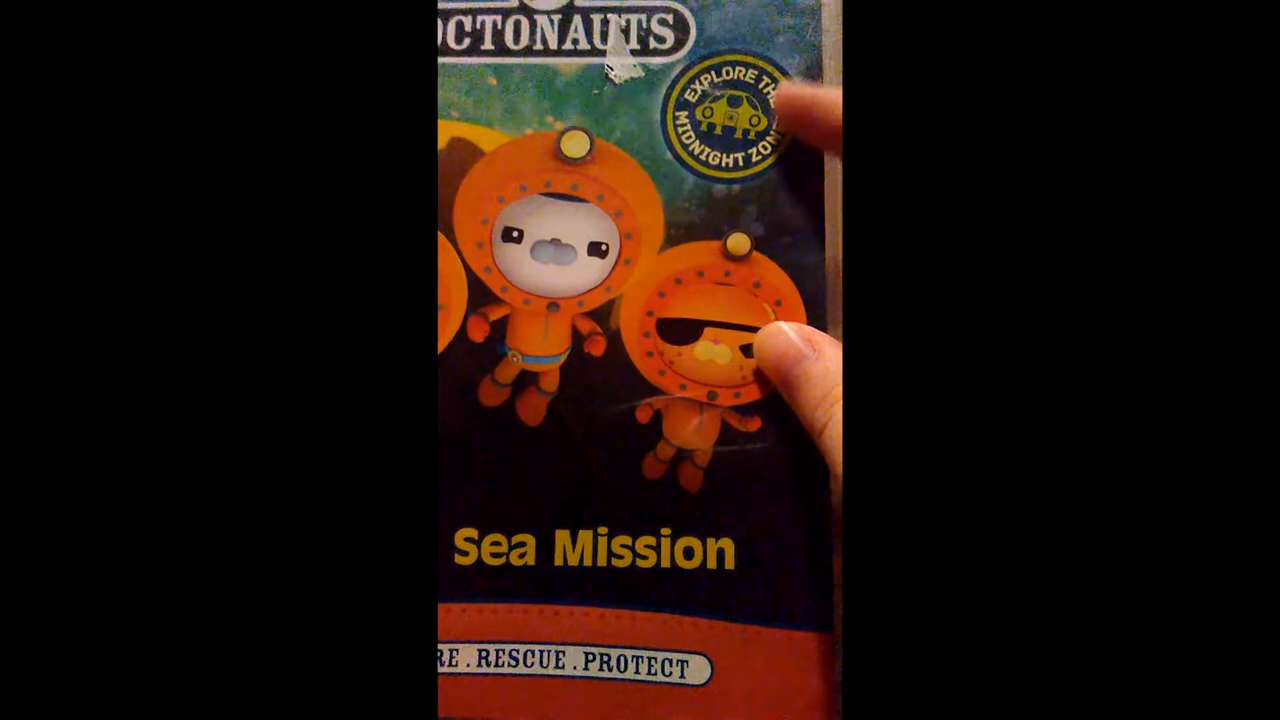 OCTONAUTS
EXPLORE THE
MIDNIGHT ZONE
Sea Mission
RE . RESCUE . PROTECT